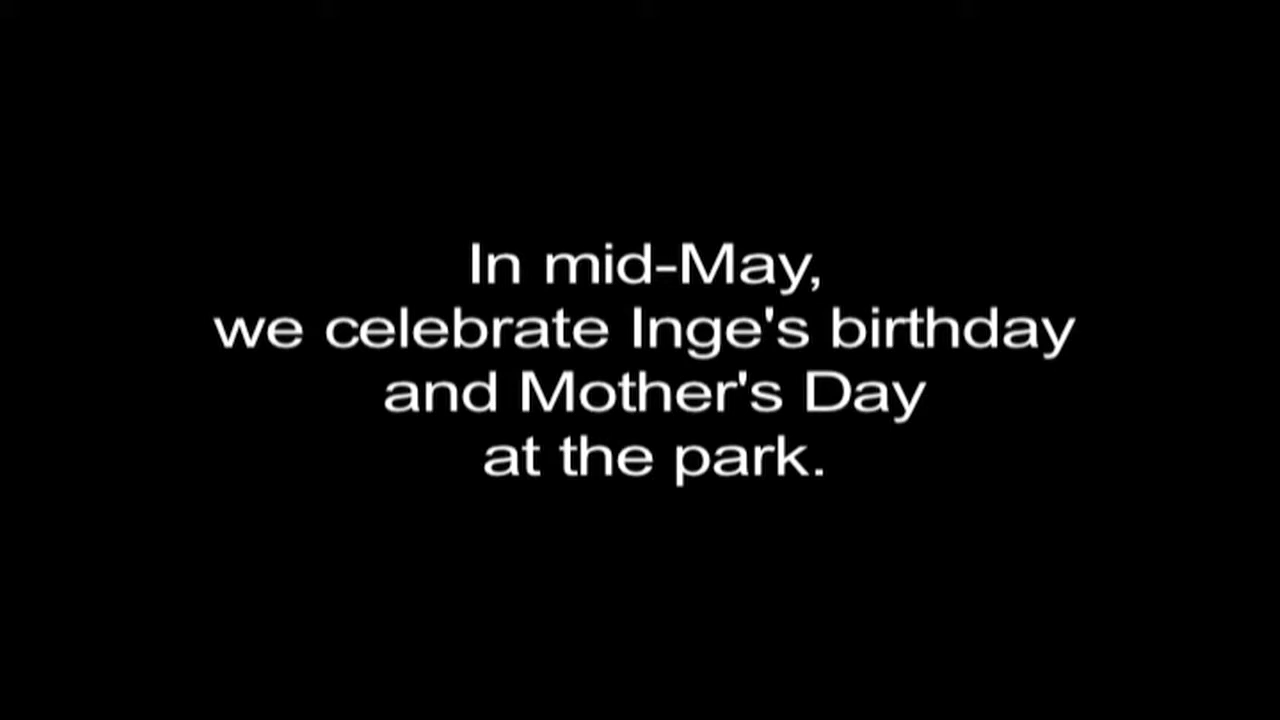 In mid-May,
we celebrate Inge's birthday
and Mother's Day
at the park.